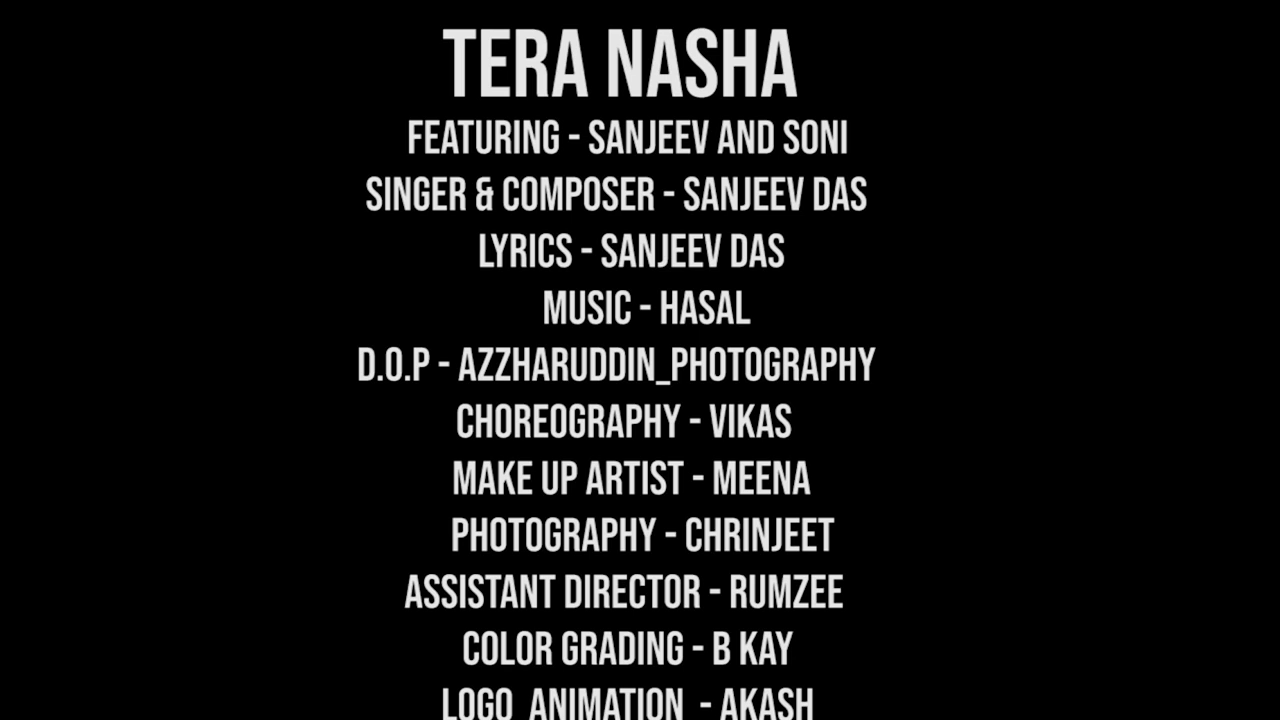 TERA NASHA
FEATURING - SANJEEV AND SONI
SINGER & COMPOSER - SANJEEV DAS
LYRICS - SANJEEV DAS
MUSIC - HASAL
D.O.P - AZZHARUDDIN_PHOTOGRAPHY
CHOREOGRAPHY - VIKAS
MAKE UP ARTIST - MEENA
PHOTOGRAPHY - CHRINJEET
ASSISTANT DIRECTOR - RUMZEE
COLOR GRADING - B KAY
LOGO ANIMATION - AKASH